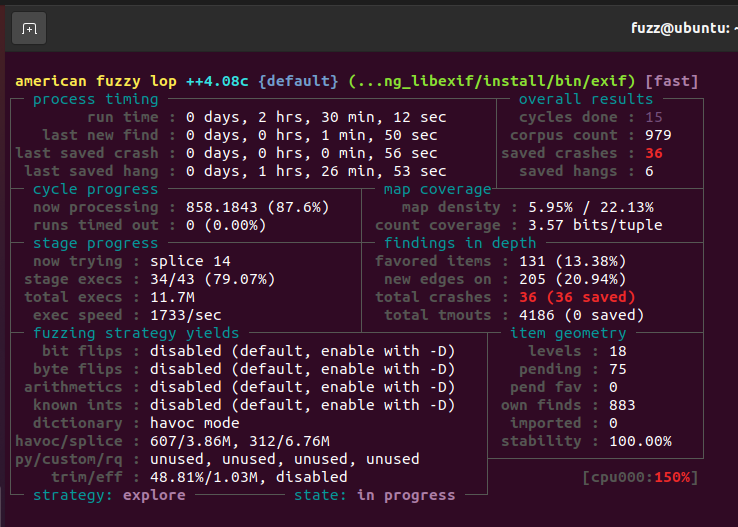 fuzz@ubuntu: ~
american fuzzy lop ++4.08c {default} (...ng_libexif/install/bin/exif) [fast]
process timing overall results
run time : 0 days, 2 hrs, 30 min, 12 sec cycles done : 15
last new find : 0 days, 0 hrs, 1 min, 50 sec corpus count : 979
last saved crash : 0 days, 0 hrs, 0 min, 56 sec saved crashes : 36
last saved hang : 0 days, 1 hrs, 26 min, 53 sec saved hangs : 6
cycle progress map coverage
now processing : 858.1843 (87.6%) map density : 5.95% / 22.13%
runs timed out : 0 (0.00%) count coverage : 3.57 bits/tuple
stage progress findings in depth
now trying : splice 14 favored items : 131 (13.38%)
stage execs : 34/43 (79.07%) new edges on : 205 (20.94%)
total execs : 11.7M total crashes : 36 (36 saved)
exec speed : 1733/sec total tmouts : 4186 (0 saved)
fuzzing strategy yields item geometry
bit flips : disabled (default, enable with -D) levels : 18
byte flips : disabled (default, enable with -D) pending : 75
arithmetics : disabled (default, enable with -D) pend fav : 0
known ints : disabled (default, enable with -D) own finds : 883
dictionary : havoc mode imported : 0
havoc/splice : 607/3.86M, 312/6.76M stability : 100.00%
py/custom/rq : unused, unused, unused, unused
trim/eff : 48.81%/1.03M, disabled [cpu000:150%]
strategy: explore state: in progress